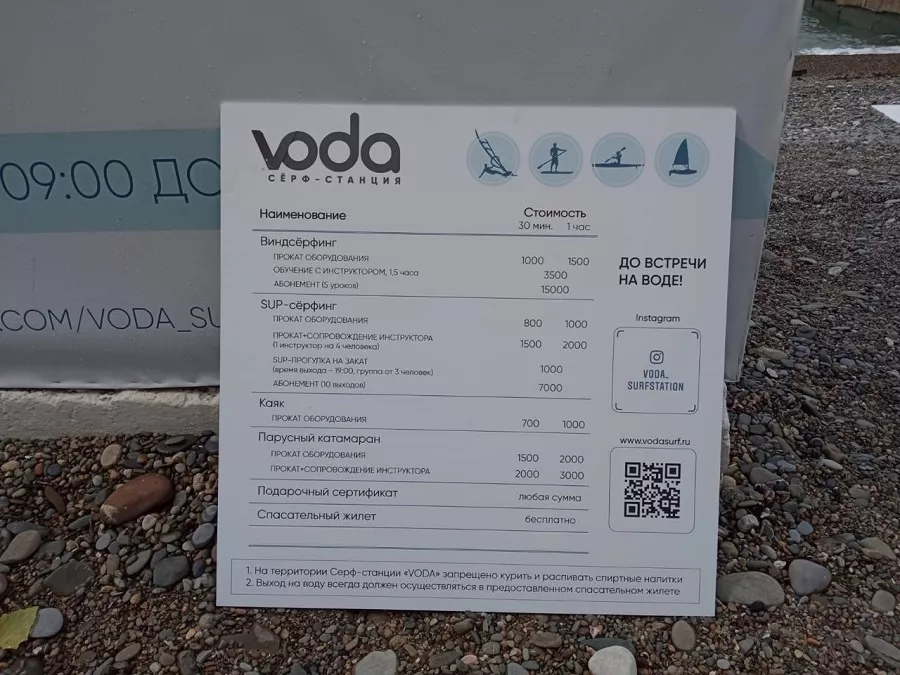 09:00 ДО
.COM/VODA_SU
voda
СЁРФ-СТАНЦИЯ
Наименование Стоимость
30 мин. 1 час
Виндсёрфинг
ПРОКАТ ОБОРУДОВАНИЯ 1000 1500
ОБУЧЕНИЕ С ИНСТРУКТОРОМ, 1,5 часа 3500
АБОНЕМЕНТ (5 уроков) 15000
SUP-сёрфинг
ПРОКАТ ОБОРУДОВАНИЯ 800 1000
ПРОКАТ+СОПРОВОЖДЕНИЕ ИНСТРУКТОРА
(1 инструктор на 4 человека) 1500 2000
SUP-ПРОГУЛКА НА ЗАКАТ
(время выхода - 19:00, группа от 3 человек) 1000
АБОНЕМЕНТ (10 выходов) 7000
Каяк
ПРОКАТ ОБОРУДОВАНИЯ 700 1000
Парусный катамаран
ПРОКАТ ОБОРУДОВАНИЯ 1500 2000
ПРОКАТ+СОПРОВОЖДЕНИЕ ИНСТРУКТОРА 2000 3000
Подарочный сертификат любая сумма
Спасательный жилет бесплатно
ДО ВСТРЕЧИ
НА ВОДЕ!
Instagram
VODA_
SURFSTATION
www.vodasurf.ru
1. На территории Серф-станции «VODA» запрещено курить и распивать спиртные напитки
2. Выход на воду всегда должен осуществляться в предоставленном спасательном жилете